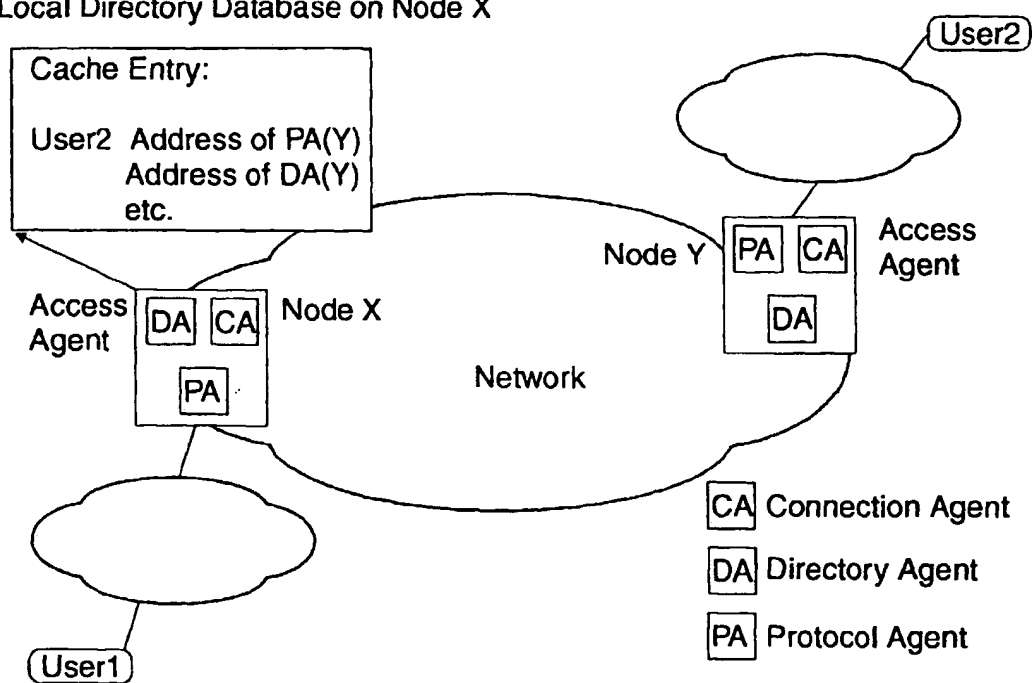 Local Directory Database on Node X
Cache Entry:
User2 Address of PA(Y)
Address of DA(Y)
etc.
User2
Node Y
PA
CA
DA
Access
Agent
Access
Agent
DA
CA
PA
Node X
Network
User1
CA Connection Agent
DA Directory Agent
PA Protocol Agent